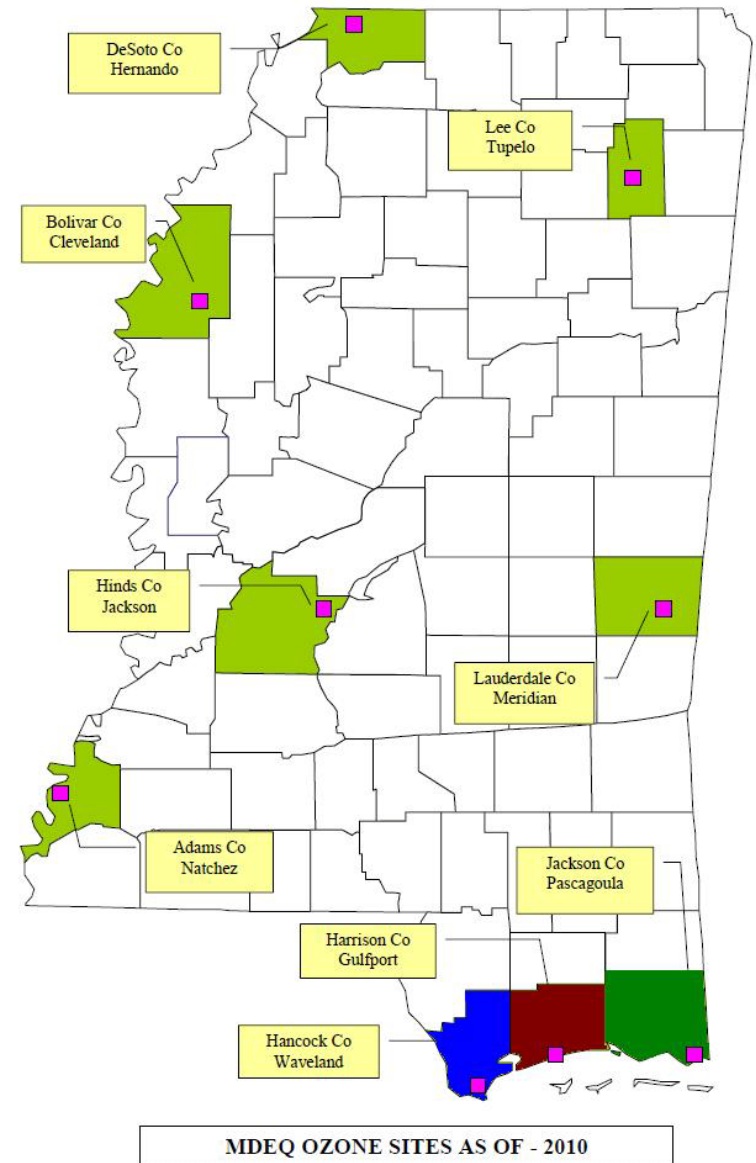 DeSoto Co
Hernando
Lee Co
Tupelo
Bolivar Co
Cleveland
Hinds Co
Jackson
Lauderdale Co
Meridian
Adams Co
Natchez
Jackson Co
Pascagoula
Harrison Co
Gulfport
Hancock Co
Waveland
MDEQ OZONE SITES AS OF - 2010